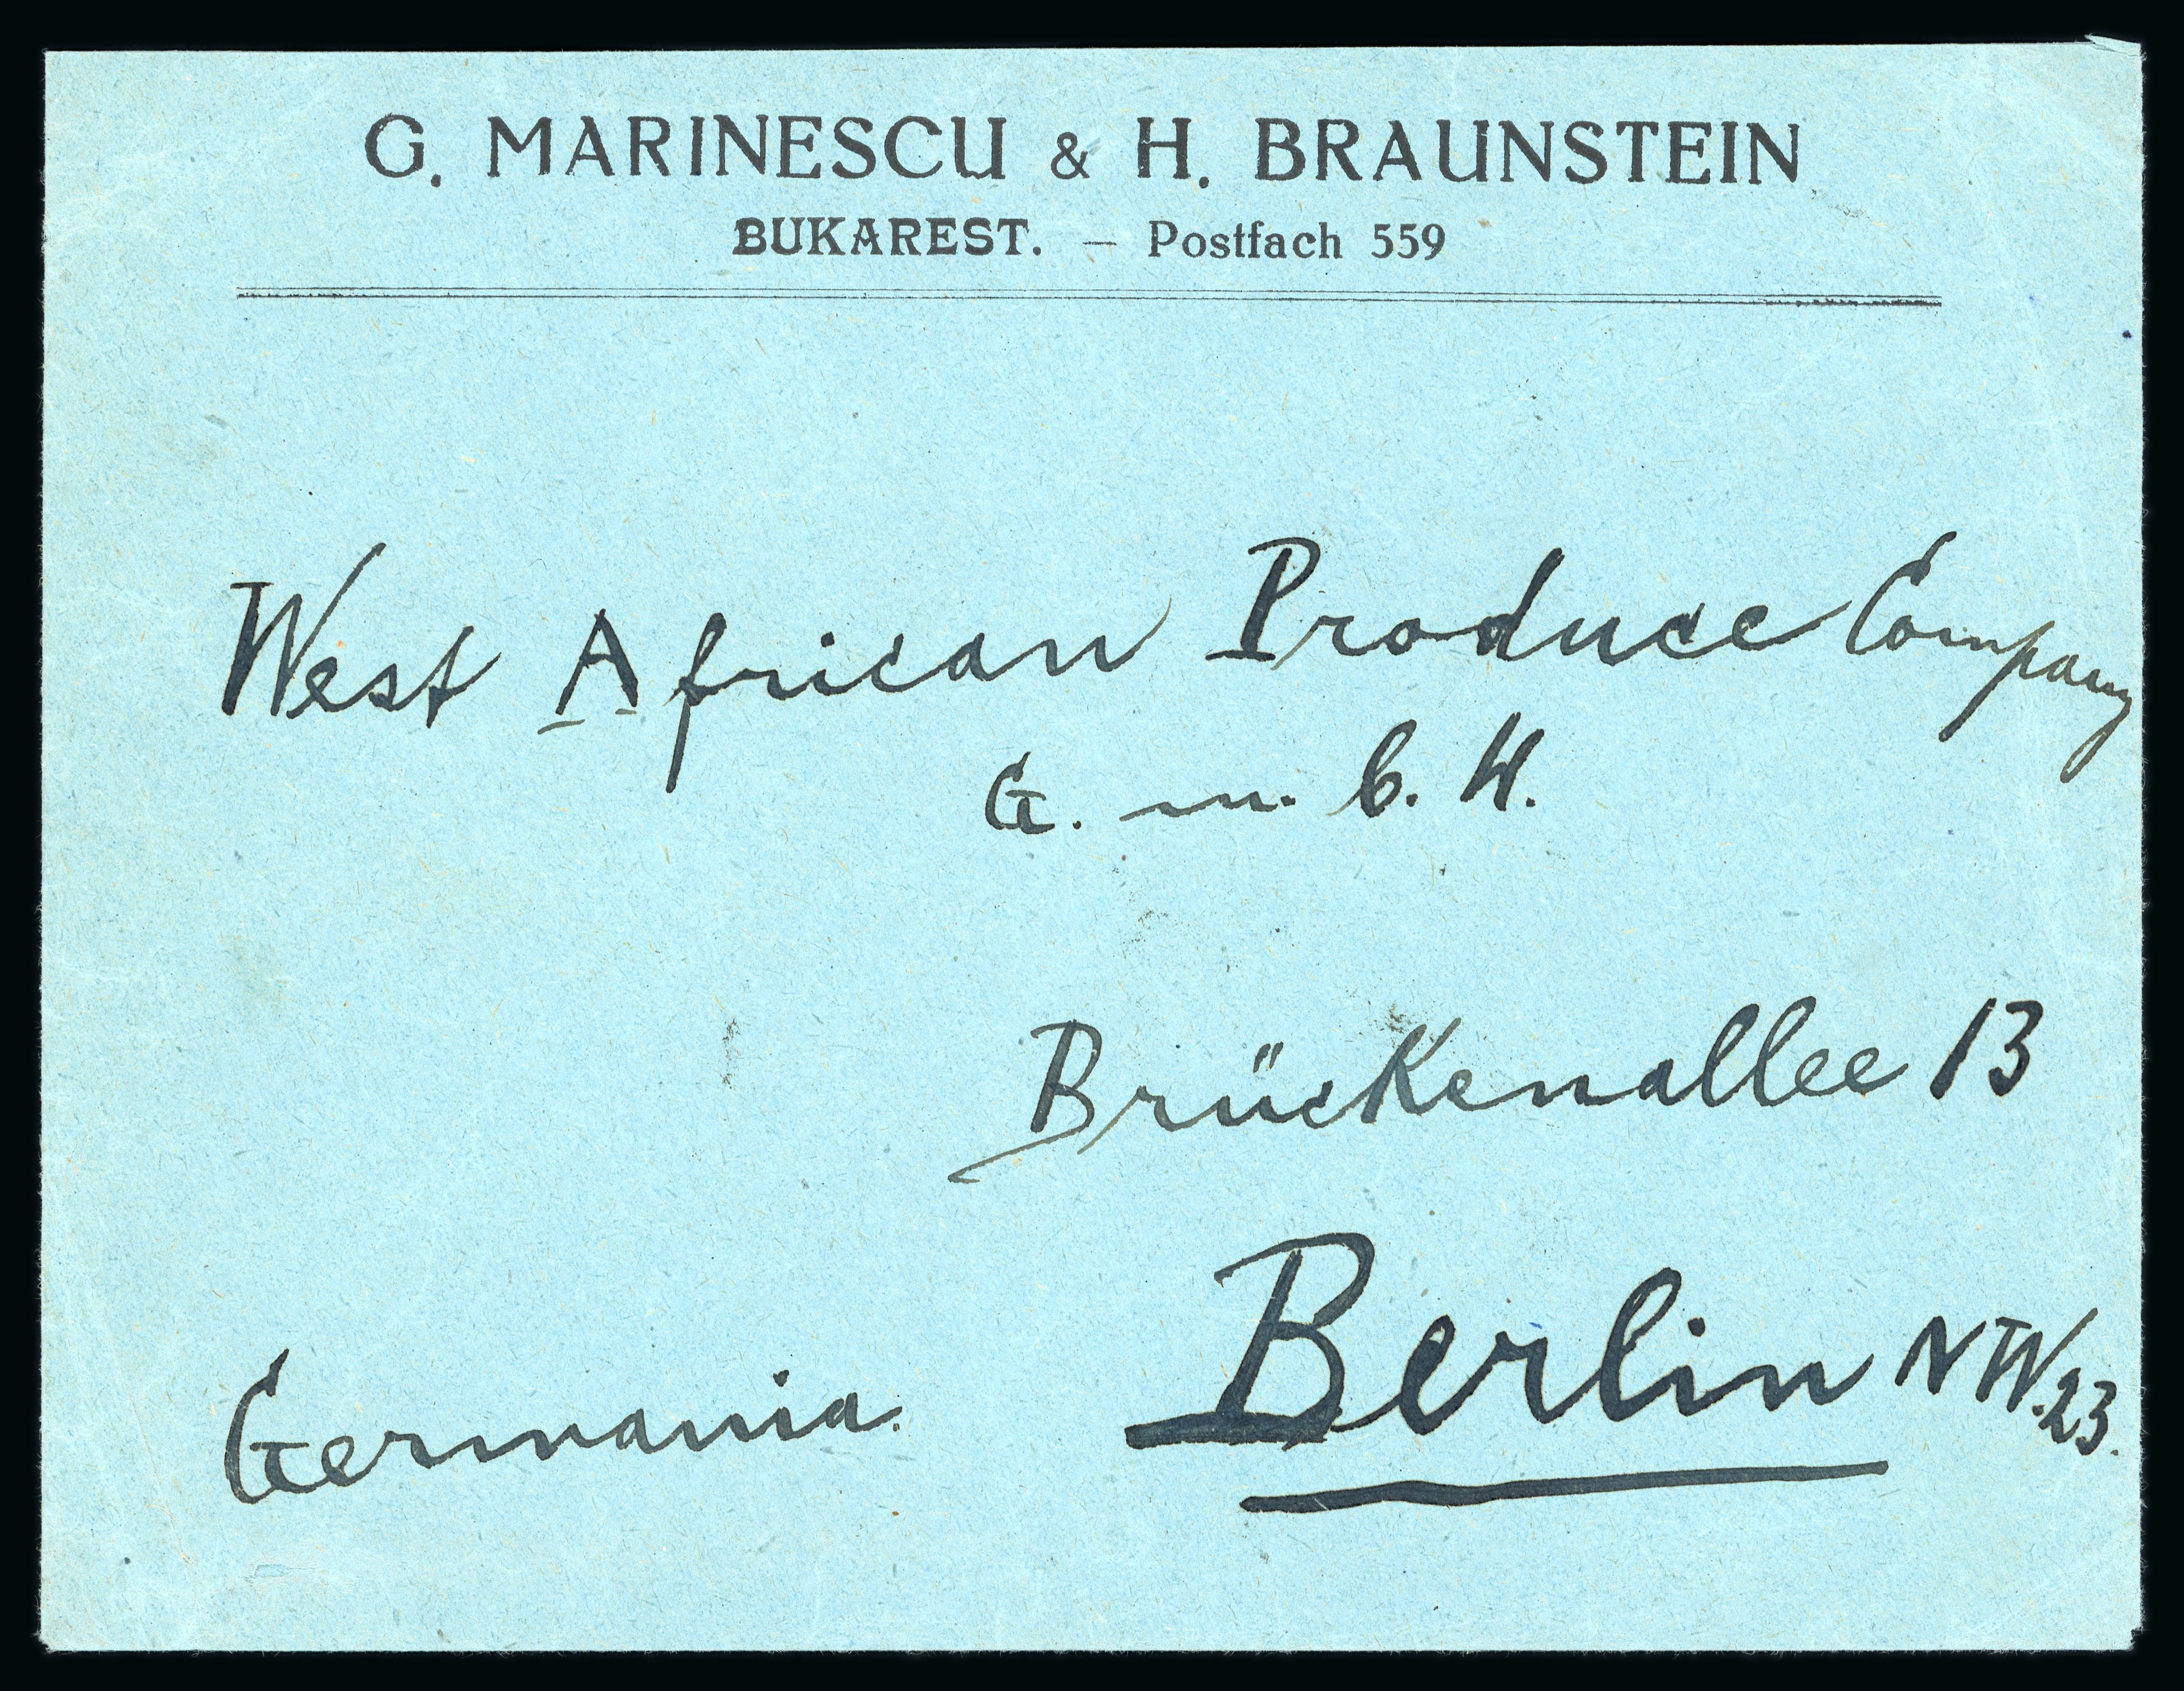 G. MARINESCU & H. BRAUNSTEIN
BUKAREST. – Postfach 559
West African Produce Company
G. m. b. H.
Brückenallee 13
Berlin NW. 23.
Germania.